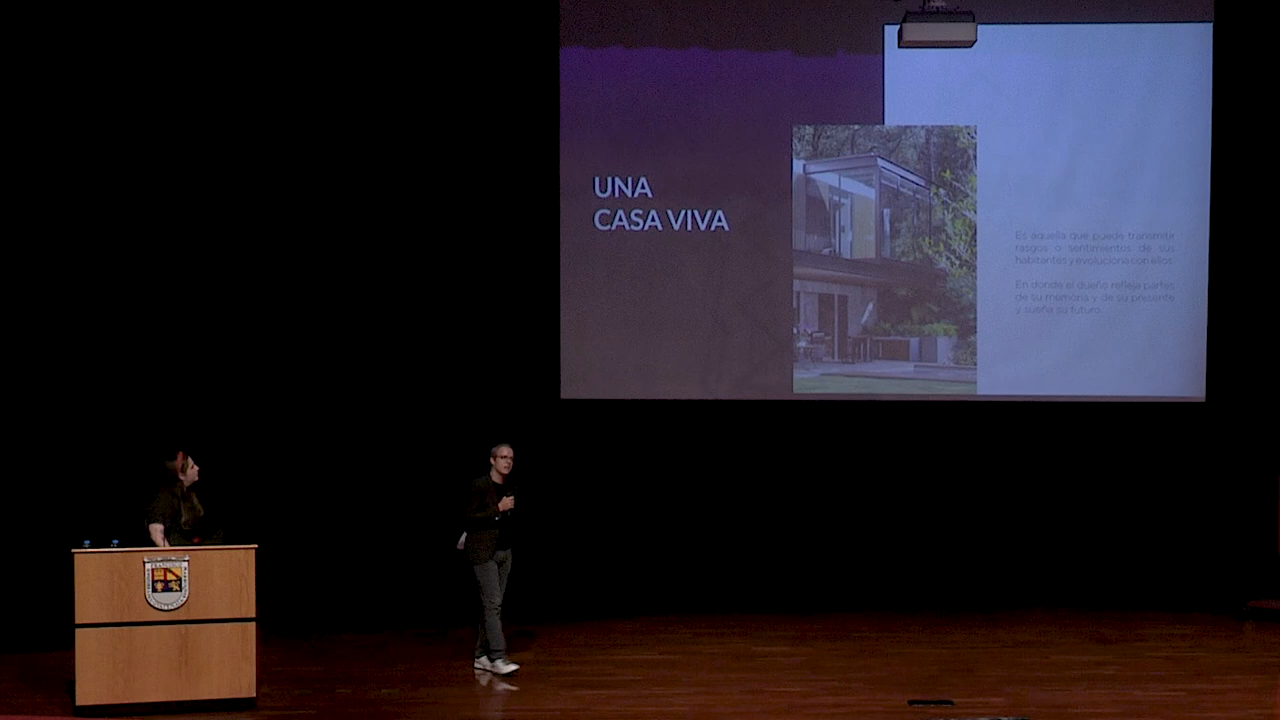 UNA
CASA VIVA
Es aquella que puede transmitir
rasgos o sentimientos de sus
habitantes y evoluciona con ellos.
En donde el dueño refleja partes
de su memoria y de su presente
y sueña su futuro.
FRANCISCO